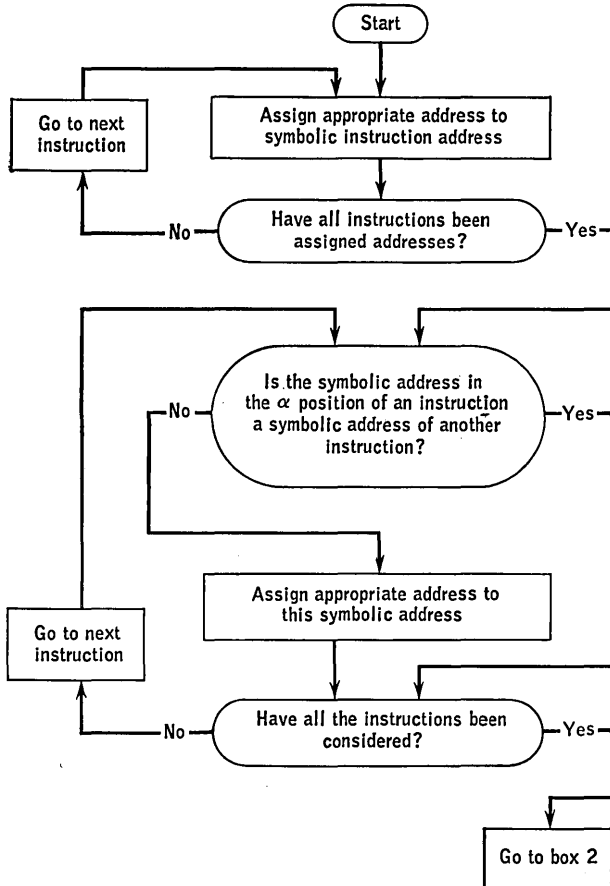 Start
Assign appropriate address to
symbolic instruction address
Go to next
instruction
Have all instructions been
assigned addresses?
No
Yes
Is the symbolic address in
the α position of an instruction
a symbolic address of another
instruction?
No
Yes
Assign appropriate address to
this symbolic address
Go to next
instruction
Have all the instructions been
considered?
No
Yes
Go to box 2